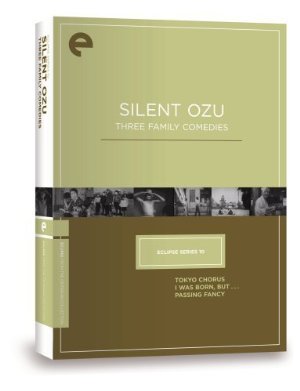 SILENT OZU
THREE FAMILY COMEDIES
SILENT OZU
THREE FAMILY COMEDIES
ECLIPSE SERIES 10
TOKYO CHORUS
I WAS BORN, BUT . . .
PASSING FANCY